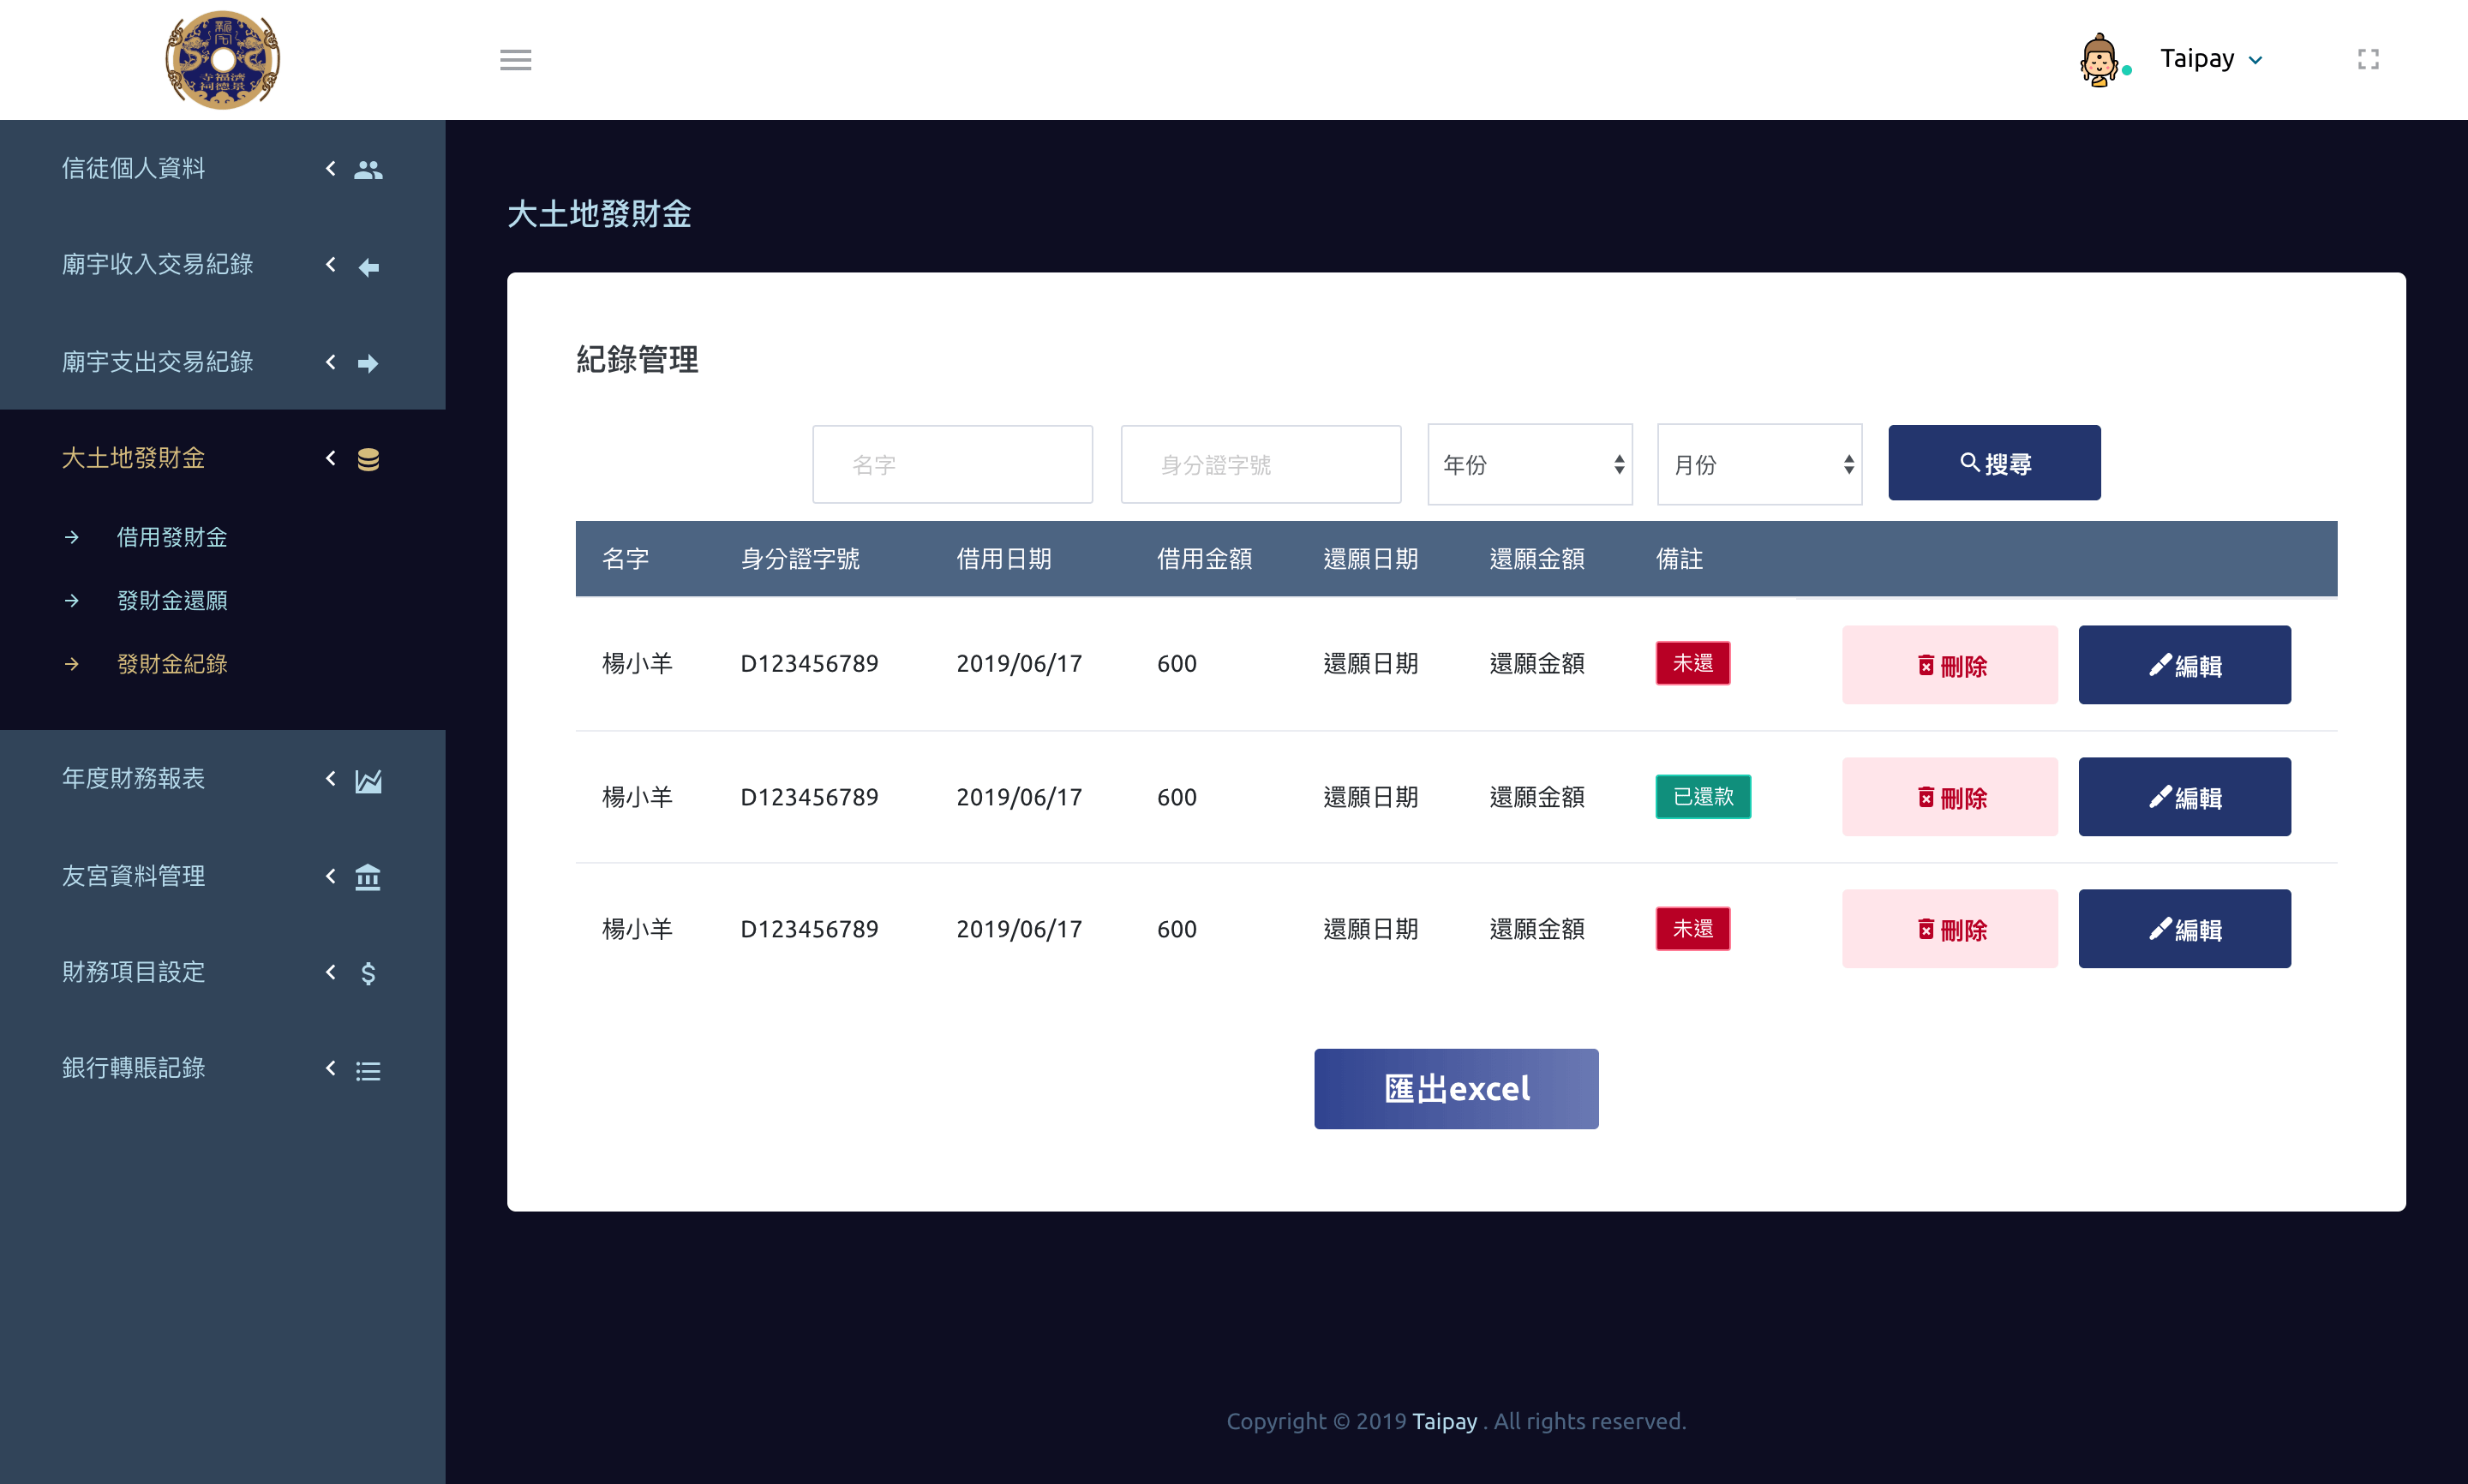 Taipay
信徒個人資料
廟宇收入交易紀錄
廟宇支出交易紀錄
大土地發財金
借用發財金
發財金還願
發財金紀錄
年度財務報表
友宮資料管理
財務項目設定
銀行轉賬記錄
大土地發財金
紀錄管理
名字 身分證字號 年份 月份 搜尋
名字 身分證字號 借用日期 借用金額 還願日期 還願金額 備註
楊小羊 D123456789 2019/06/17 600 還願日期 還願金額 未還 刪除 編輯
楊小羊 D123456789 2019/06/17 600 還願日期 還願金額 已還款 刪除 編輯
楊小羊 D123456789 2019/06/17 600 還願日期 還願金額 未還 刪除 編輯
匯出excel
Copyright © 2019 Taipay . All rights reserved.